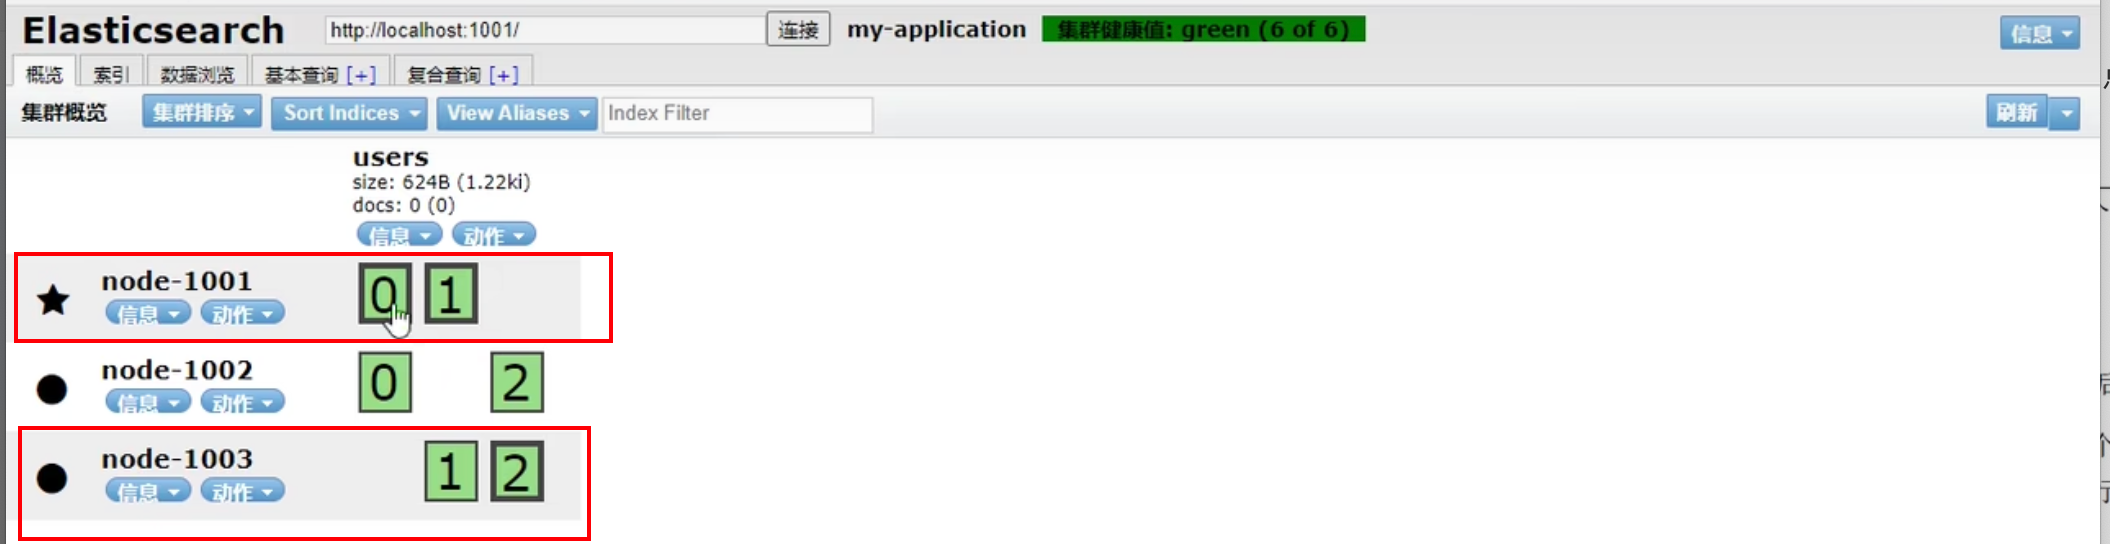 Elasticsearch http://localhost:1001/ 连接 my-application 集群健康值: green (6 of 6) 信息
概览 索引 数据浏览 基本查询 [+] 复合查询 [+]
集群概览 集群排序 Sort Indices View Aliases Index Filter 刷新
users
size: 624B (1.22ki)
docs: 0 (0)
信息 动作
node-1001 0 1
信息 动作
node-1002 0 2
信息 动作
node-1003 1 2
信息 动作